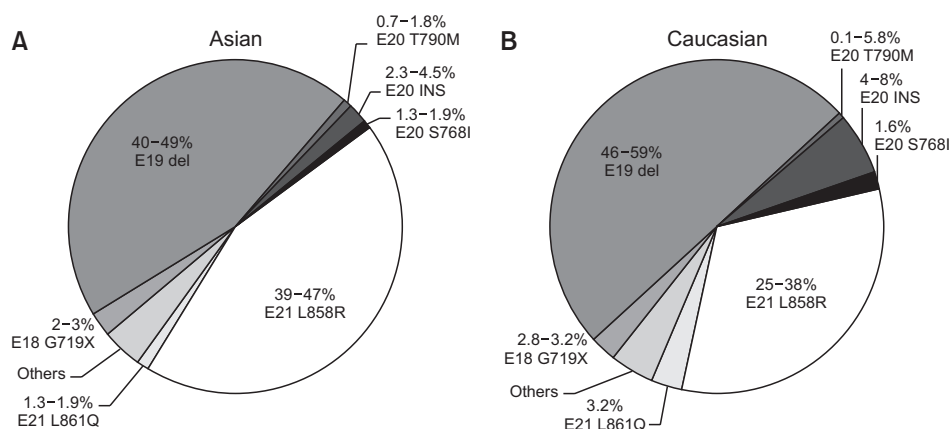 A
Asian
0.7–1.8%
E20 T790M
2.3–4.5%
E20 INS
1.3–1.9%
E20 S768I
40–49%
E19 del
39–47%
E21 L858R
2–3%
E18 G719X
Others
1.3–1.9%
E21 L861Q
B
Caucasian
0.1–5.8%
E20 T790M
4–8%
E20 INS
1.6%
E20 S768I
46–59%
E19 del
25–38%
E21 L858R
2.8–3.2%
E18 G719X
Others
3.2%
E21 L861Q